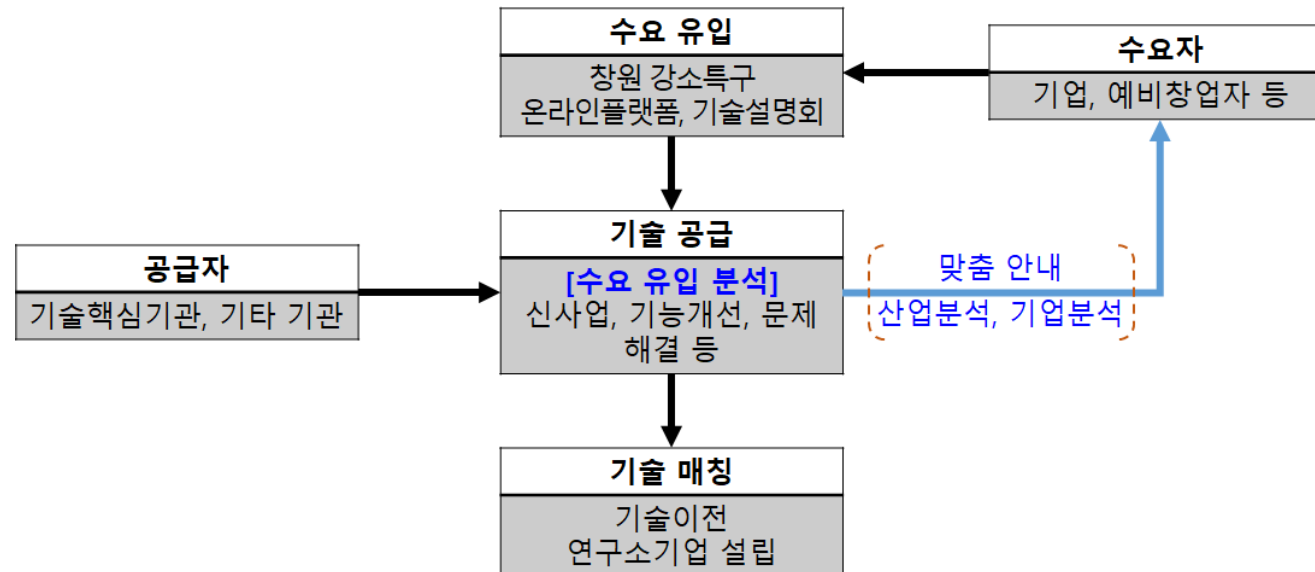 수요 유입
창원 강소특구
온라인플랫폼, 기술설명회
수요자
기업, 예비창업자 등
공급자
기술핵심기관, 기타 기관
기술 공급
[수요 유입 분석]
신사업, 기능개선, 문제
해결 등
맞춤 안내
산업분석, 기업분석
기술 매칭
기술이전
연구소기업 설립